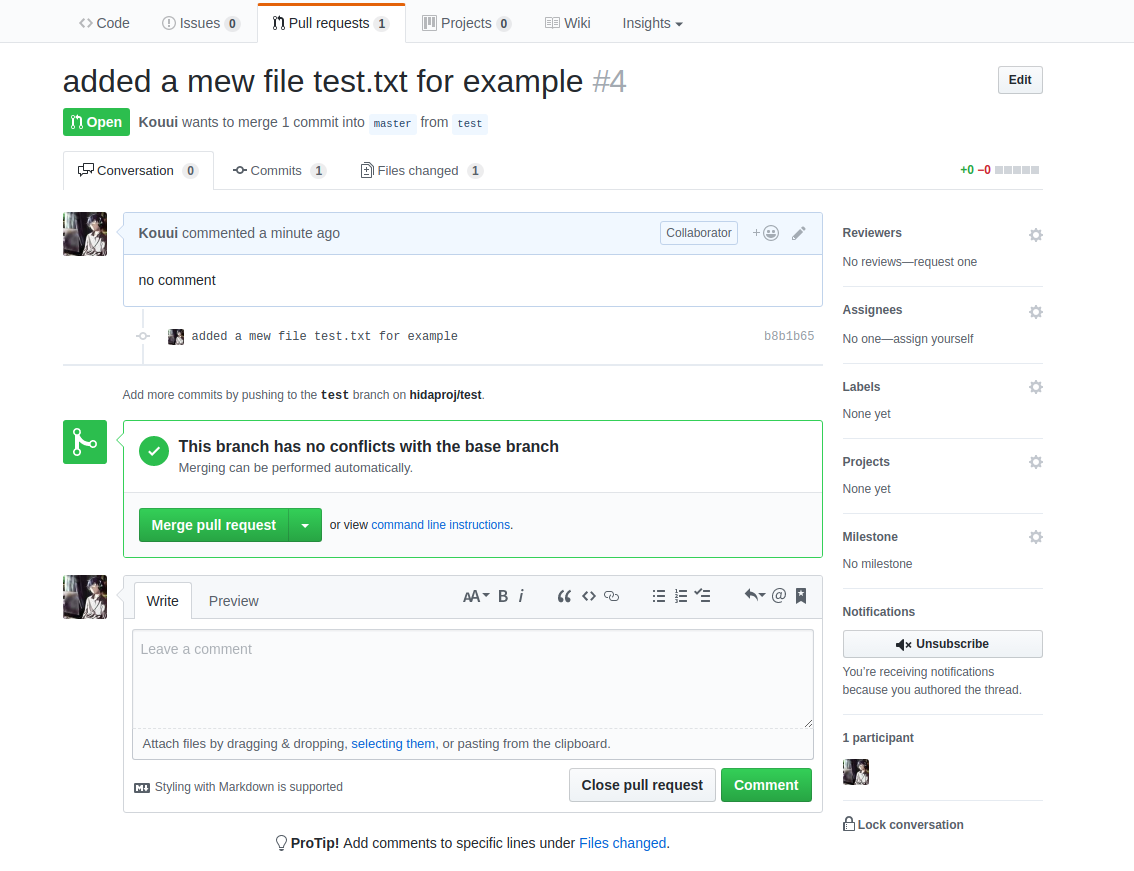 Code Issues 0 Pull requests 1 Projects 0 Wiki Insights
added a mew file test.txt for example #4
Edit
Open Kouui wants to merge 1 commit into master from test
Conversation 0 Commits 1 Files changed 1
+0 −0
Kouui commented a minute ago
Collaborator
no comment
added a mew file test.txt for example b8b1b65
Add more commits by pushing to the test branch on hidaproj/test.
This branch has no conflicts with the base branch
Merging can be performed automatically.
Merge pull request or view command line instructions.
Write Preview
AA B i
Leave a comment
Attach files by dragging & dropping, selecting them, or pasting from the clipboard.
Styling with Markdown is supported
Close pull request Comment
ProTip! Add comments to specific lines under Files changed.
Reviewers
No reviews—request one
Assignees
No one—assign yourself
Labels
None yet
Projects
None yet
Milestone
No milestone
Notifications
Unsubscribe
You’re receiving notifications
because you authored the thread.
1 participant
Lock conversation